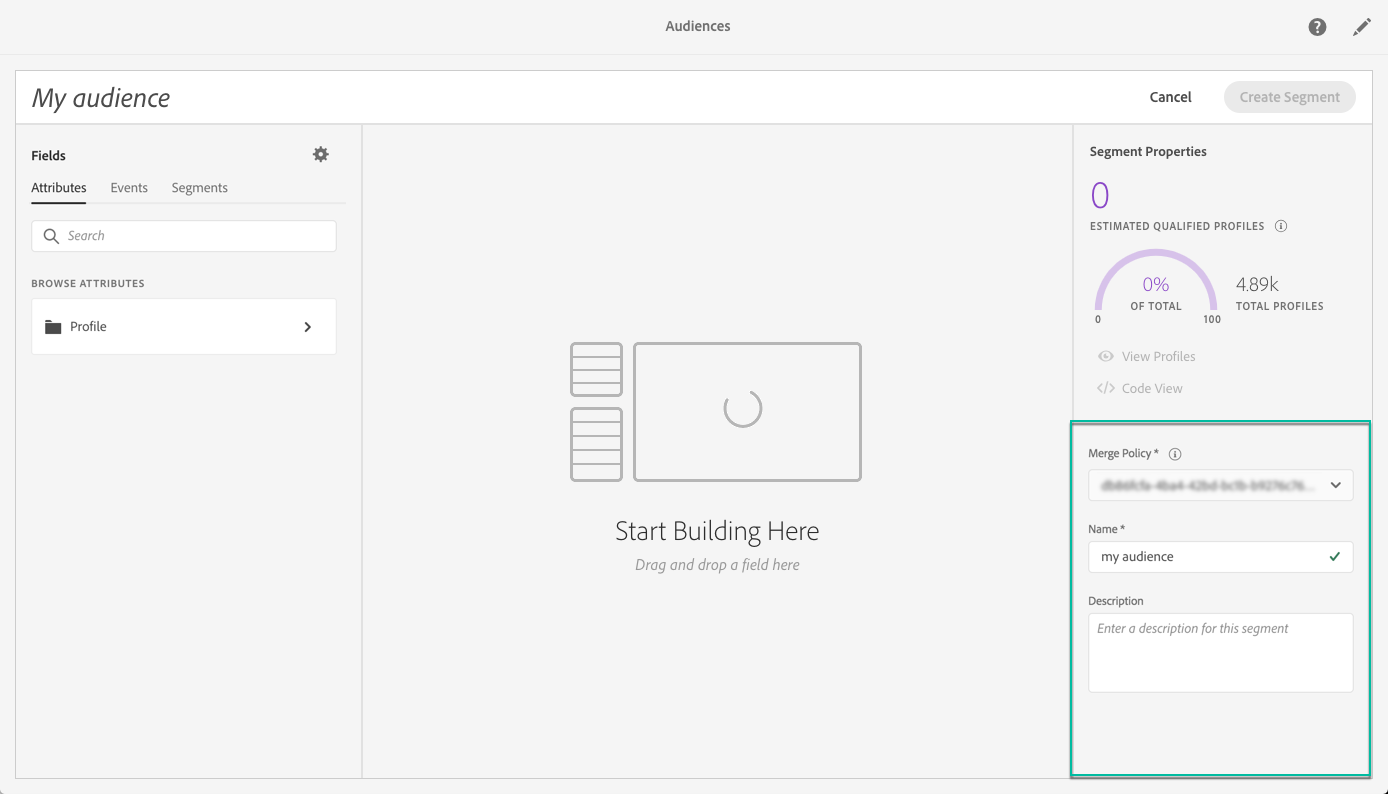 Audiences
My audience
Cancel
Create Segment
Fields
Attributes
Events
Segments
Search
BROWSE ATTRIBUTES
Profile
Start Building Here
Drag and drop a field here
Segment Properties
0
ESTIMATED QUALIFIED PROFILES
0%
OF TOTAL
0
100
4.89k
TOTAL PROFILES
View Profiles
</> Code View
Merge Policy *
Name *
my audience
Description
Enter a description for this segment